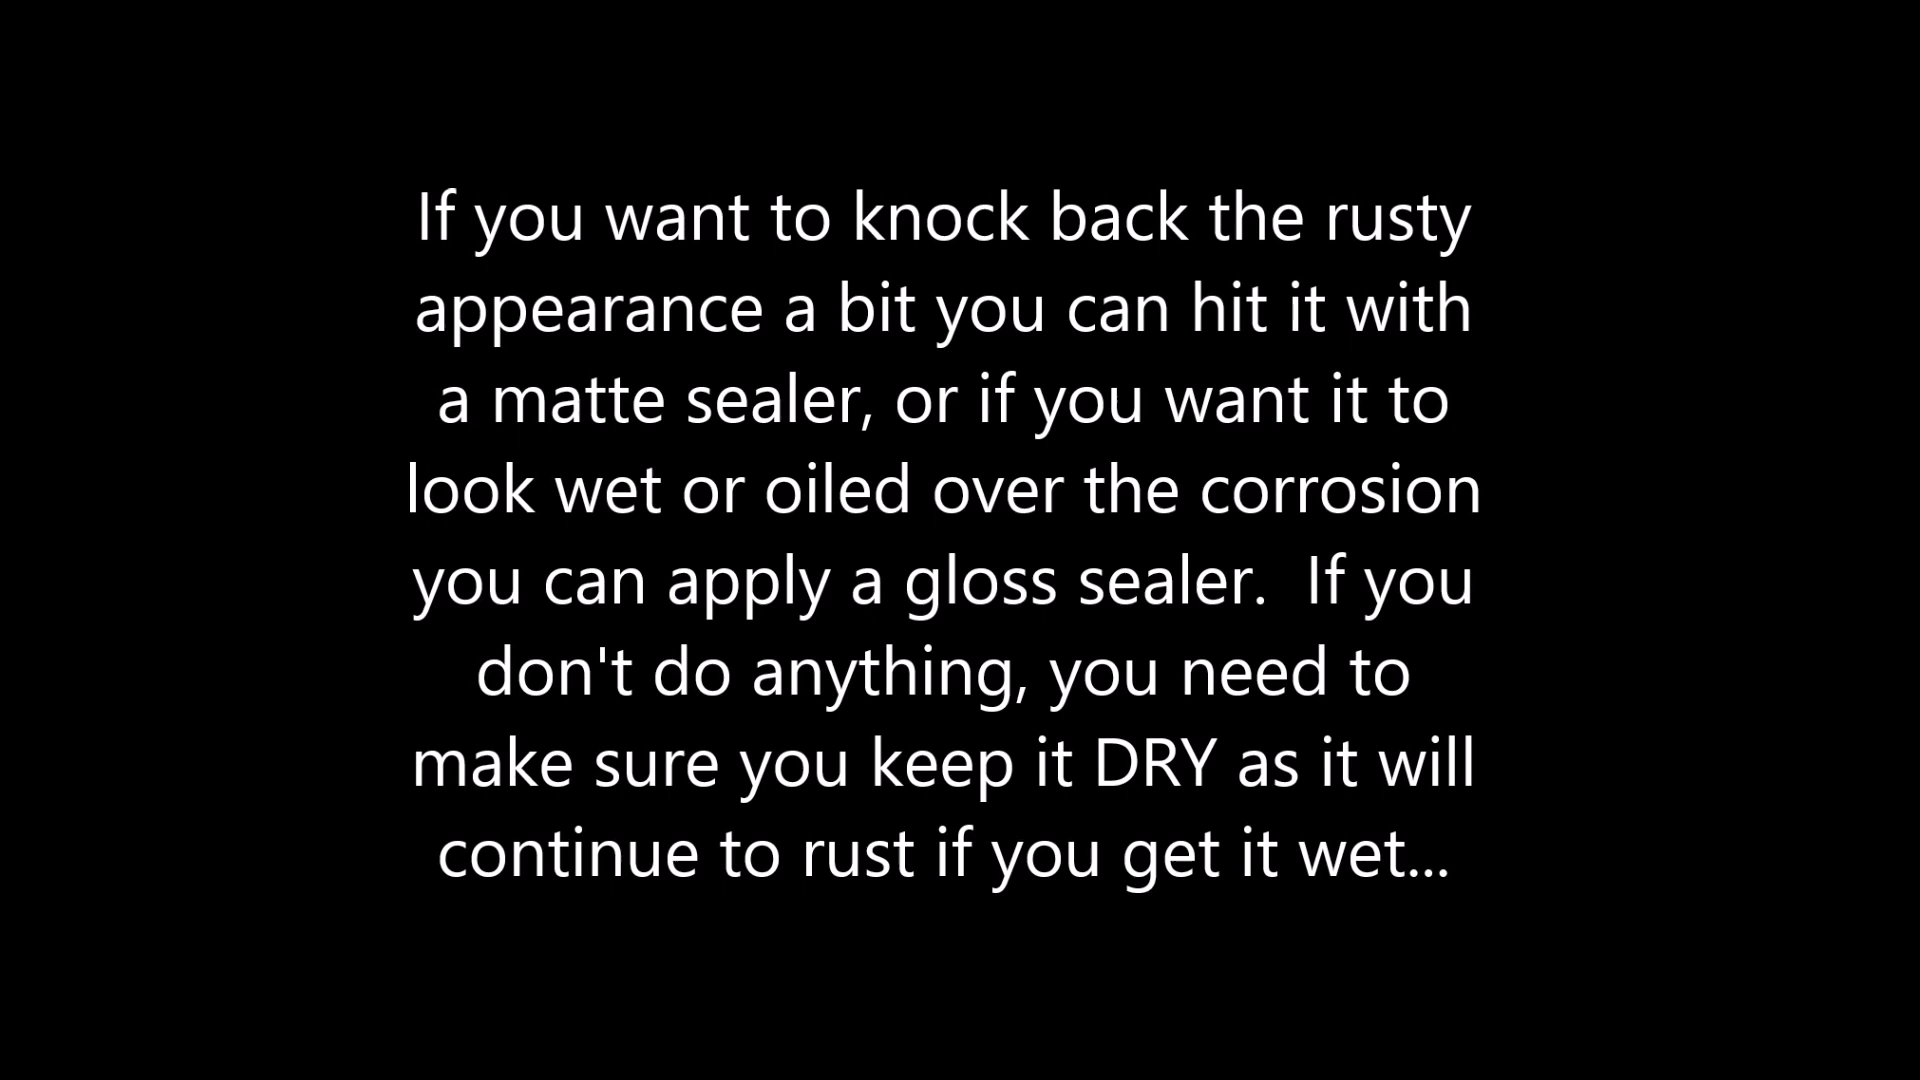 If you want to knock back the rusty
appearance a bit you can hit it with
a matte sealer, or if you want it to
look wet or oiled over the corrosion
you can apply a gloss sealer.  If you
don't do anything, you need to
make sure you keep it DRY as it will
continue to rust if you get it wet...